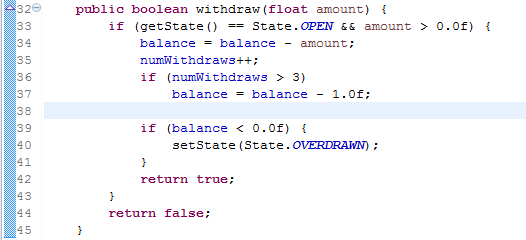 32 public boolean withdraw(float amount) {
33 if (getState() == State.OPEN && amount > 0.0f) {
34 balance = balance - amount;
35 numWithdraws++;
36 if (numWithdraws > 3)
37 balance = balance - 1.0f;
38
39 if (balance < 0.0f) {
40 setState(State.OVERDRAWN);
41 }
42 return true;
43 }
44 return false;
45 }